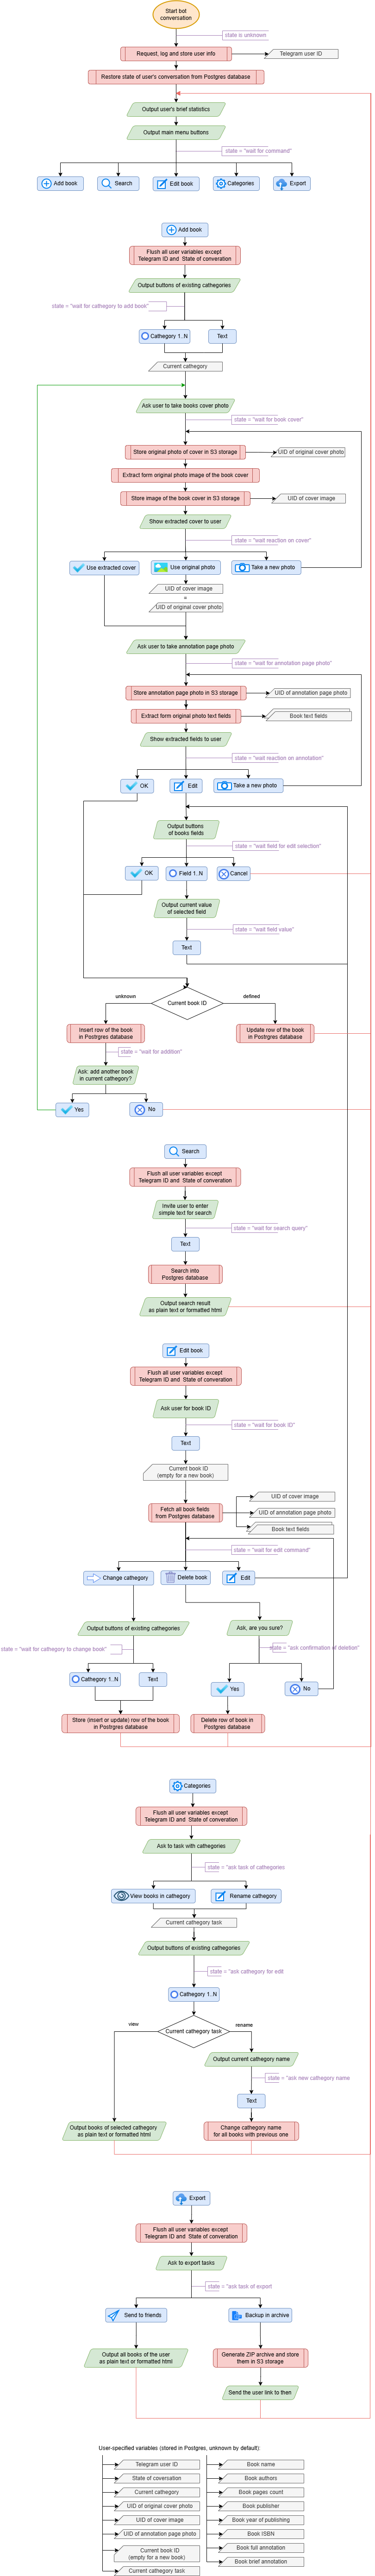 Start bot
conversation
state is unknown
Request, log and store user info
Telegram user ID
Restore state of user's conversation from Postgres database
Output user's brief statistics
Output main menu buttons
state = "wait for command"
Add book
Search
Edit book
Categories
Export
Add book
Flush all user variables except
Telegram ID and State of converation
Output buttons of existing cathegories
state = "wait for cathegory to add book"
Cathegory 1..N
Text
Current cathegory
Ask user to take books cover photo
state = "wait for book cover"
Store original photo of cover in S3 storage
UID of original cover photo
Extract form original photo image of the book cover
Store image of the book cover in S3 storage
UID of cover image
Show extracted cover to user
state = "wait reaction on cover"
Use extracted cover
Use original photo
Take a new photo
UID of cover image
=
UID of original cover photo
Ask user to take annotation page photo
state = "wait for annotation page photo"
Store annotation page photo in S3 storage
UID of annotation page photo
Extract form original photo text fields
Book text fields
Show extracted fields to user
state = "wait reaction on annotation"
OK
Edit
Take a new photo
Output buttons
of books fields
state = "wait field for edit selection"
OK
Field 1..N
Cancel
Output current value
of selected field
state = "wait field value"
Text
Current book ID
unknown
defined
Insert row of the book
in Postrgres database
Update row of the book
in Postrgres database
state = "wait for addition"
Ask: add another book
in current cathegory?
Yes
No
Search
Flush all user variables except
Telegram ID and State of converation
Invite user to enter
simple text for search
state = "wait for search query"
Text
Search into
Postgres database
Output search result
as plain text or formatted html
Edit book
Flush all user variables except
Telegram ID and State of converation
Ask user for book ID
state = "wait for book ID"
Text
Current book ID
(empty for a new book)
Fetch all book fields
from Postgres database
UID of cover image
UID of annotation page photo
Book text fields
state = "wait for edit command"
Change cathegory
Delete book
Edit
Output buttons of existing cathegories
Ask, are you sure?
state = "wait for cathegory to change book"
state = "ask confirmation of deletion"
Cathegory 1..N
Text
Yes
No
Store (insert or update) row of the book
in Postgres database
Delete row of book in
Postgres database
Categories
Flush all user variables except
Telegram ID and State of converation
Ask to task with categories
state = "ask task of categories
View books in cathegory
Rename cathegory
Current cathegory task
Output buttons of existing cathegories
state = "ask cathegory for edit
Cathegory 1..N
Current cathegory task
view
rename
Output current cathegory name
state = "ask new cathegory name
Text
Output books of selected cathegory
as plain text or formatted html
Change cathegory name
for all books with previous one
Export
Flush all user variables except
Telegram ID and State of converation
Ask to export tasks
state = "ask task of export
Send to friends
Backup in archive
Output all books of the user
as plain text or formatted html
Generate ZIP archive and store
them in S3 storage
Send the user link to then
User-specified variables (stored in Postgres, unknown by default):
Telegram user ID
Book name
State of coversation
Book authors
Current cathegory
Book pages count
UID of original cover photo
Book publisher
UID of cover image
Book year of publishing
UID of annotation page photo
Book ISBN
Current book ID
(empty for a new book)
Book full annotation
Book brief annotation
Current cathegory task